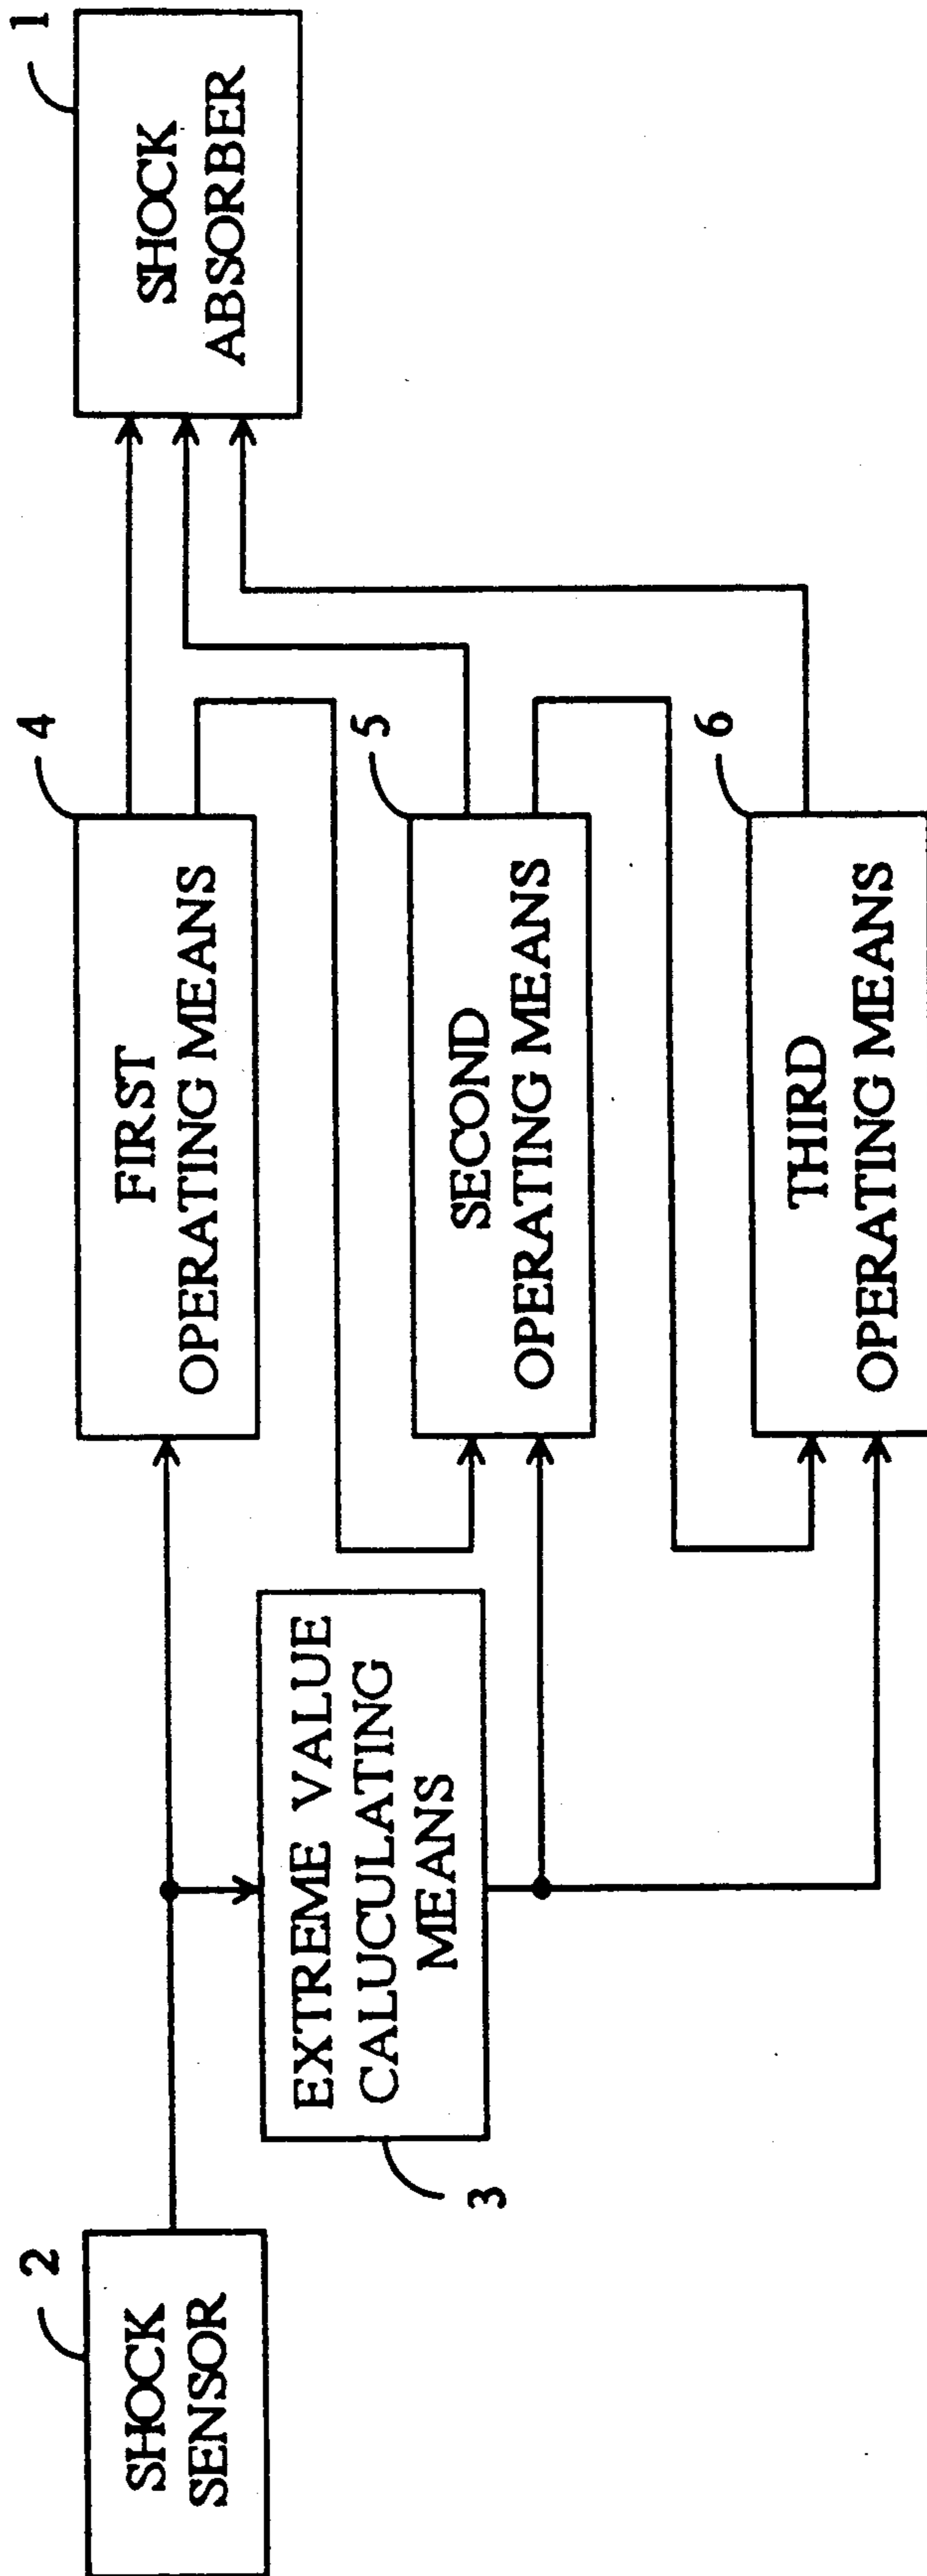 2
SHOCK
SENSOR
3
EXTREME VALUE
CALUCULATING
MEANS
4
FIRST
OPERATING MEANS
5
SECOND
OPERATING MEANS
6
THIRD
OPERATING MEANS
1
SHOCK
ABSORBER